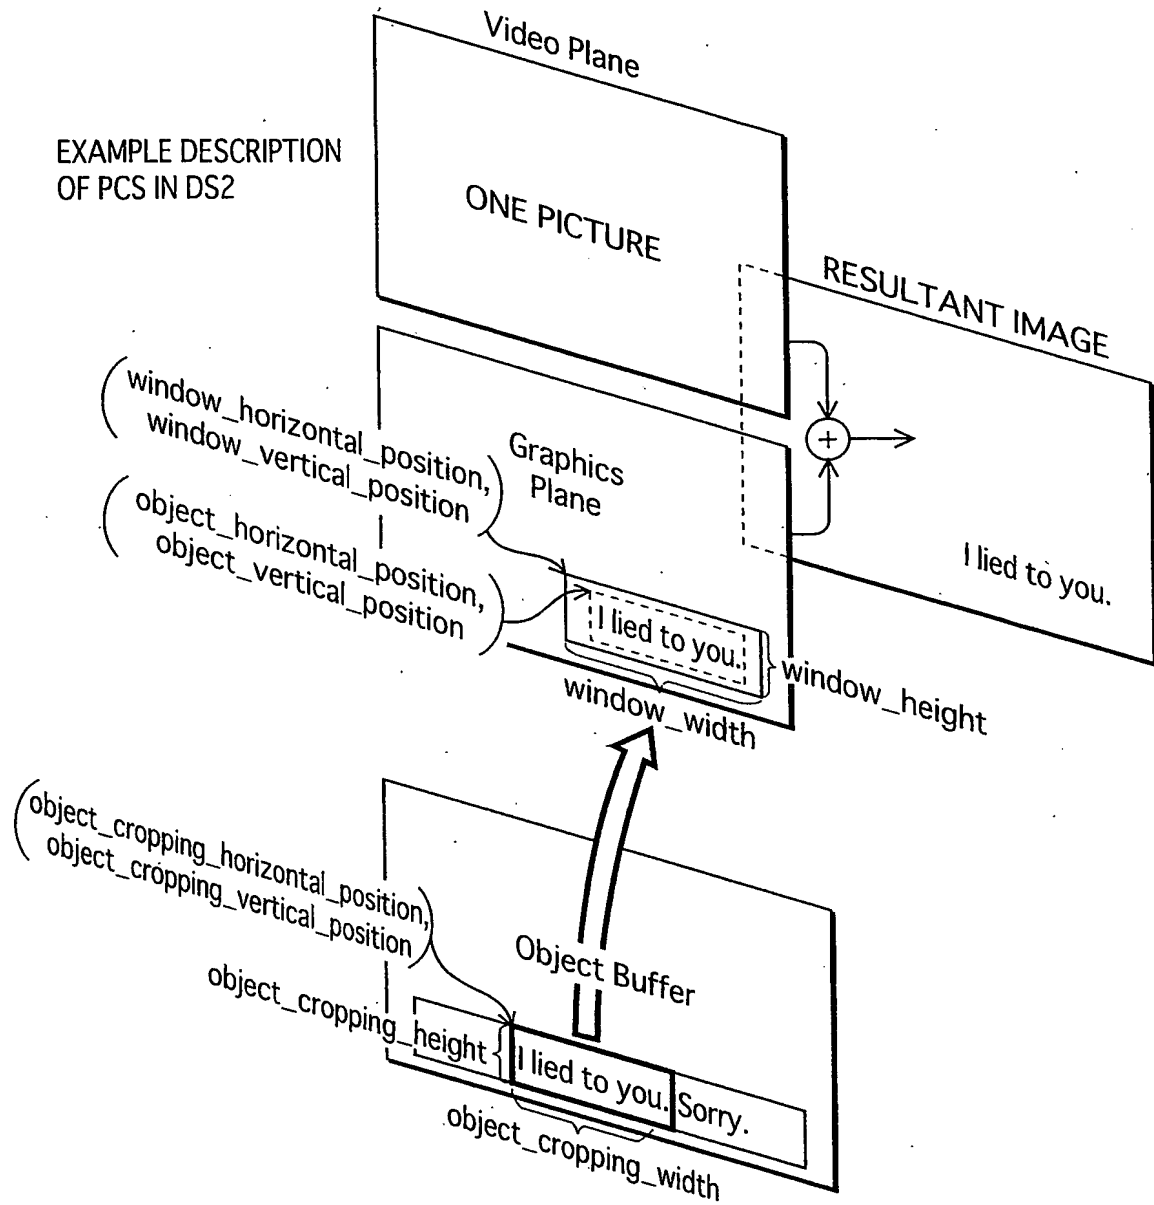 Video Plane
EXAMPLE DESCRIPTION
OF PCS IN DS2
ONE PICTURE
RESULTANT IMAGE
(window_horizontal_position,
window_vertical_position)
Graphics
Plane
+
(object_horizontal_position,
object_vertical_position)
I lied to you.
I lied to you.
window_height
window_width
(object_cropping_horizontal_position,
object_cropping_vertical_position)
Object Buffer
object_cropping_height
I lied to you. Sorry.
object_cropping_width